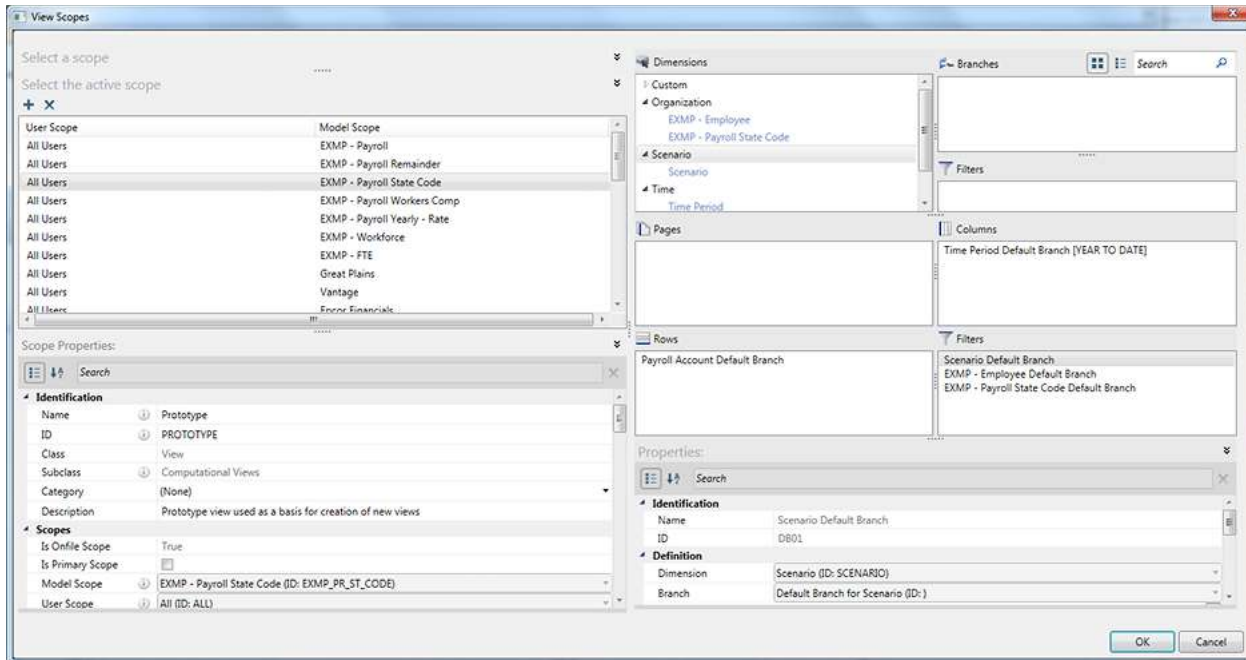 View Scopes
Select a scope
Select the active scope
User Scope Model Scope
All Users EXMP - Payroll
All Users EXMP - Payroll Remainder
All Users EXMP - Payroll State Code
All Users EXMP - Payroll Workers Comp
All Users EXMP - Payroll Yearly - Rate
All Users EXMP - Workforce
All Users EXMP - FTE
All Users Great Plains
All Users Vantage
All Users Encor Financials
Scope Properties:
Search
Identification
Name Prototype
ID PROTOTYPE
Class View
Subclass Computational Views
Category (None)
Description Prototype view used as a basis for creation of new views
Scopes
Is Onfile Scope True
Is Primary Scope
Model Scope EXMP - Payroll State Code (ID: EXMP_PR_ST_CODE)
User Scope All (ID: ALL)
Dimensions
Custom
Organization
EXMP - Employee
EXMP - Payroll State Code
Scenario
Scenario
Time
Time Period
Branches Search
Filters
Pages
Columns
Time Period Default Branch [YEAR TO DATE]
Rows
Payroll Account Default Branch
Filters
Scenario Default Branch
EXMP - Employee Default Branch
EXMP - Payroll State Code Default Branch
Properties:
Search
Identification
Name Scenario Default Branch
ID DB01
Definition
Dimension Scenario (ID: SCENARIO)
Branch Default Branch for Scenario (ID: )
OK Cancel